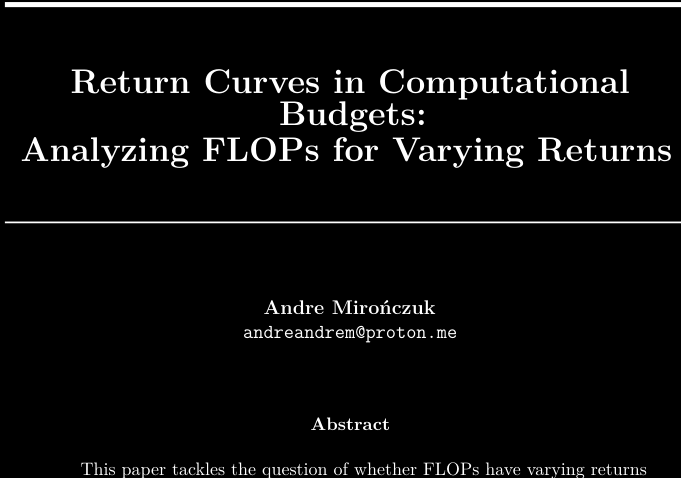 Return Curves in Computational
Budgets:
Analyzing FLOPs for Varying Returns
Andre Mirończuk
andreandrem@proton.me
Abstract
This paper tackles the question of whether FLOPs have varying returns